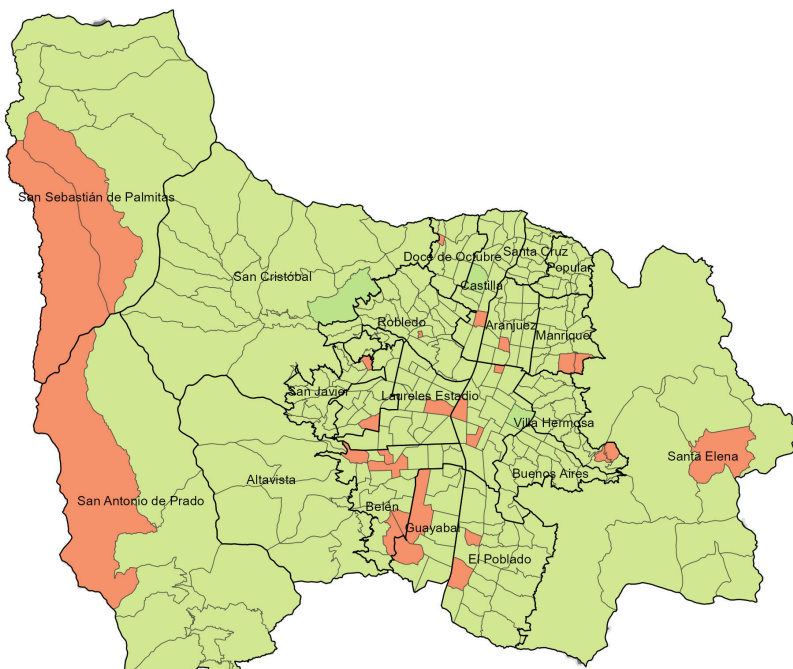 San Sebastián de Palmitas
San Cristóbal
Doce de Octubre
Santa Cruz
Popular
Castilla
Robledo
Aranjuez
Manrique
San Javier
Laureles Estadio
Villa Hermosa
Santa Elena
Buenos Aires
Altavista
San Antonio de Prado
Belén
Guayabal
El Poblado